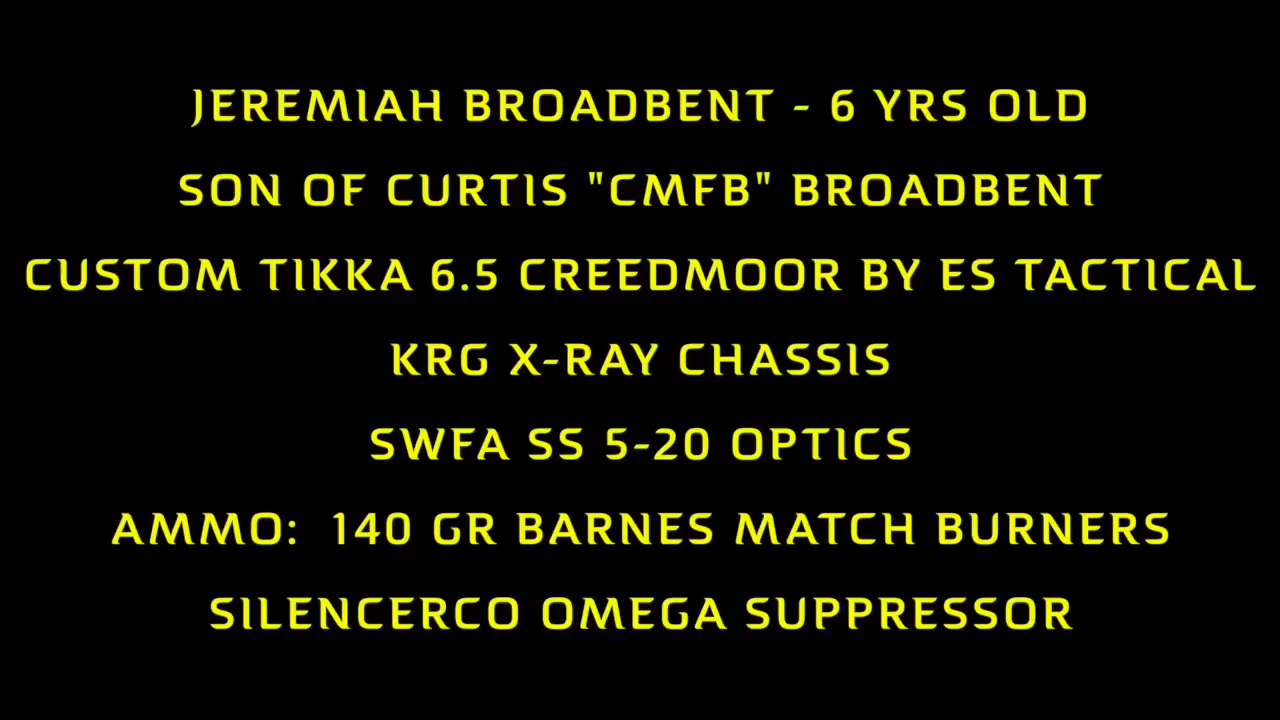 JEREMIAH BROADBENT - 6 YRS OLD
SON OF CURTIS "CMFB" BROADBENT
CUSTOM TIKKA 6.5 CREEDMOOR BY ES TACTICAL
KRG X-RAY CHASSIS
SWFA SS 5-20 OPTICS
AMMO:  140 GR BARNES MATCH BURNERS
SILENCERCO OMEGA SUPPRESSOR